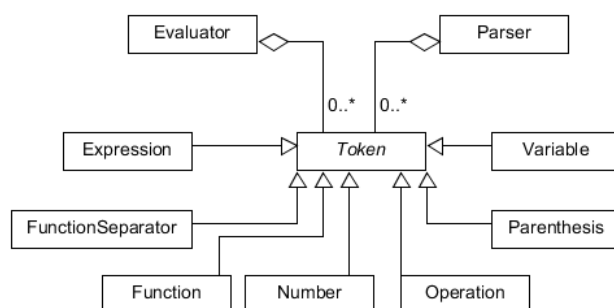 Evaluator Parser
0..* 0..*
Expression Token Variable
FunctionSeparator Parenthesis
Function Number Operation